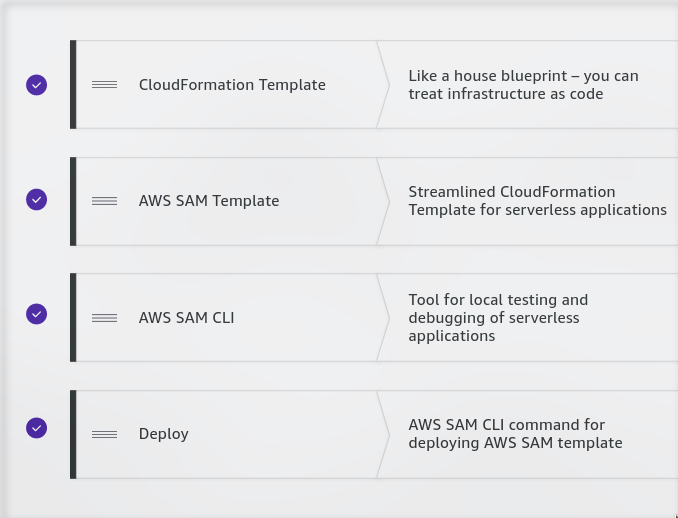 CloudFormation Template
Like a house blueprint – you can
treat infrastructure as code
AWS SAM Template
Streamlined CloudFormation
Template for serverless applications
AWS SAM CLI
Tool for local testing and
debugging of serverless
applications
Deploy
AWS SAM CLI command for
deploying AWS SAM template